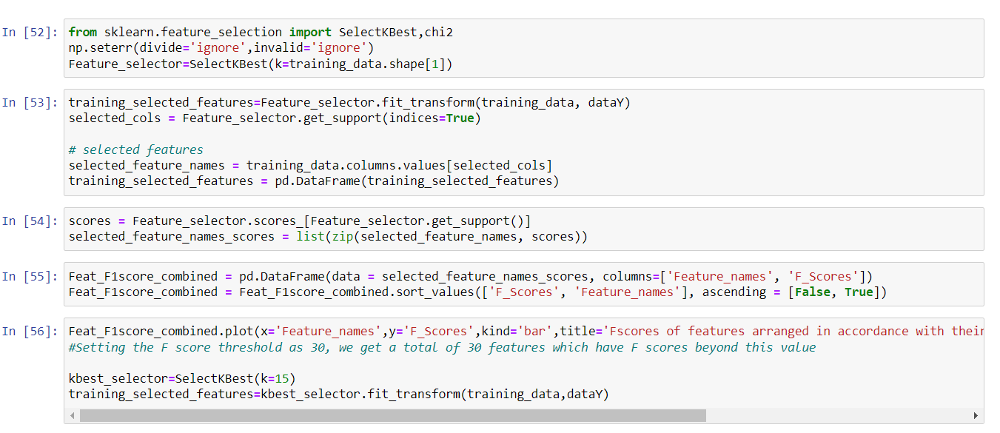 In [52]: from sklearn.feature_selection import SelectKBest,chi2
np.seterr(divide='ignore',invalid='ignore')
Feature_selector=SelectKBest(k=training_data.shape[1])
In [53]: training_selected_features=Feature_selector.fit_transform(training_data, dataY)
selected_cols = Feature_selector.get_support(indices=True)
# selected features
selected_feature_names = training_data.columns.values[selected_cols]
training_selected_features = pd.DataFrame(training_selected_features)
In [54]: scores = Feature_selector.scores_[Feature_selector.get_support()]
selected_feature_names_scores = list(zip(selected_feature_names, scores))
In [55]: Feat_F1score_combined = pd.DataFrame(data = selected_feature_names_scores, columns=['Feature_names', 'F_Scores'])
Feat_F1score_combined = Feat_F1score_combined.sort_values(['F_Scores', 'Feature_names'], ascending = [False, True])
In [56]: Feat_F1score_combined.plot(x='Feature_names',y='F_Scores',kind='bar',title='Fscores of features arranged in accordance with their
#Setting the F score threshold as 30, we get a total of 30 features which have F scores beyond this value
kbest_selector=SelectKBest(k=15)
training_selected_features=kbest_selector.fit_transform(training_data,dataY)